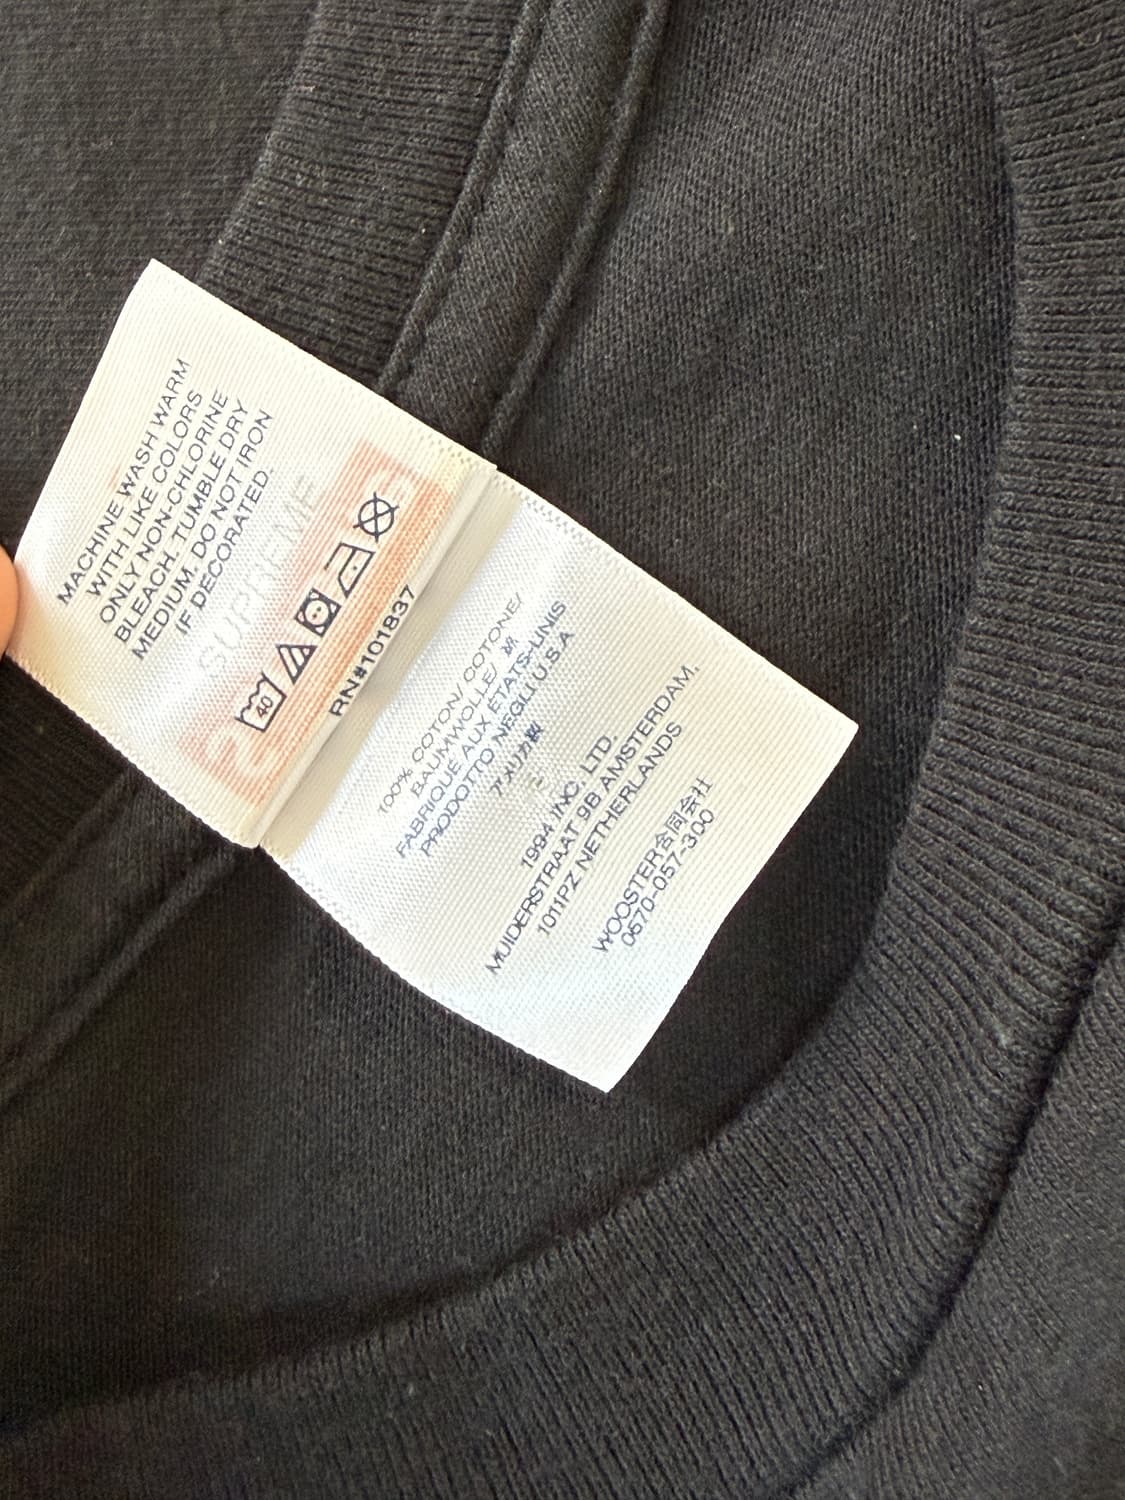 MACHINE WASH WARM
WITH LIKE COLORS
ONLY NON-CHLORINE
BLEACH. TUMBLE DRY
MEDIUM. DO NOT IRON
IF DECORATED.
SUPREME
40
RN#101837
100% COTON/ COTONE/
BAUMWOLLE/ 綿
FABRIQUÉ AUX ETATS-UNIS
PRODOTTO NEGLI U.S.A
アメリカ製
1994 INC. LTD.
MUIDERSTRAAT 9B AMSTERDAM,
1011PZ NETHERLANDS
WOOSTER合同会社
0570-057-300